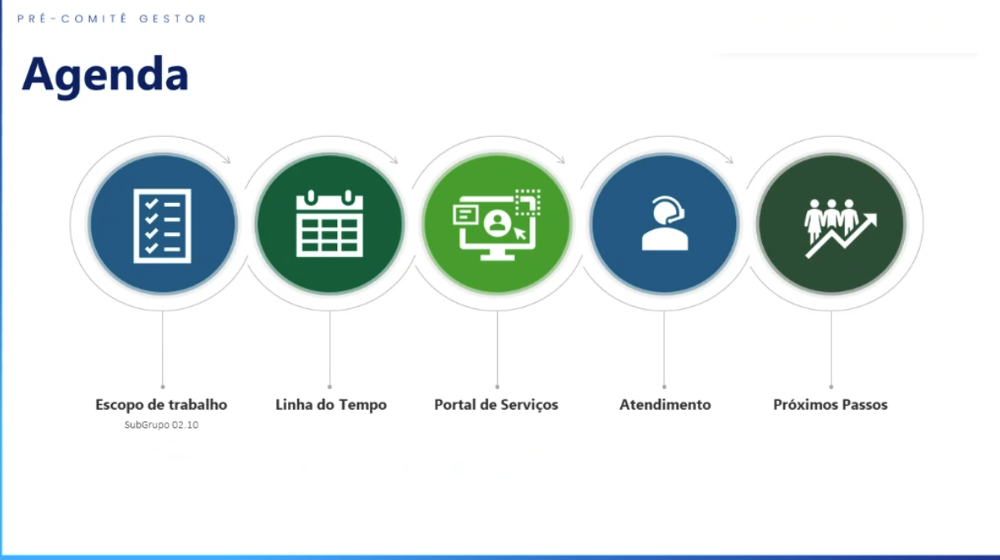 PRÉ-COMITÊ GESTOR
Agenda
Escopo de trabalho
SubGrupo 02.10
Linha do Tempo
Portal de Serviços
Atendimento
Próximos Passos